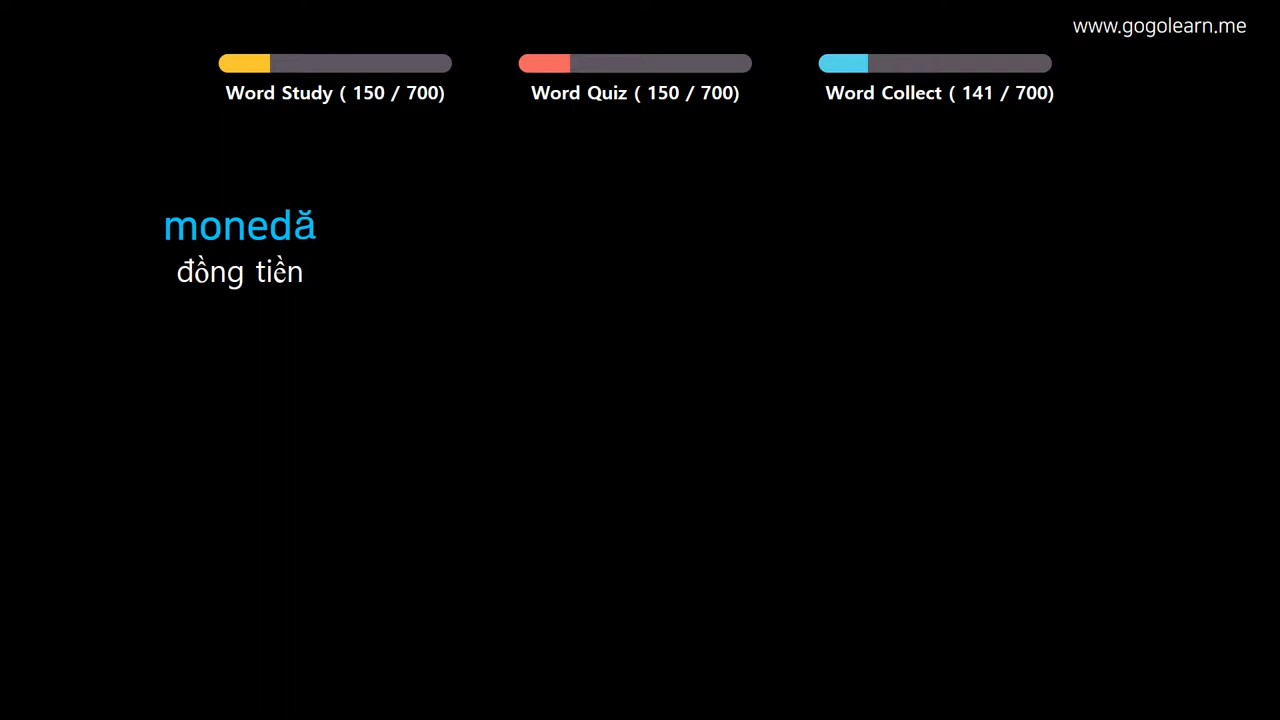 www.gogolearn.me
Word Study ( 150 / 700)
Word Quiz ( 150 / 700)
Word Collect ( 141 / 700)
monedă
đồng tiền